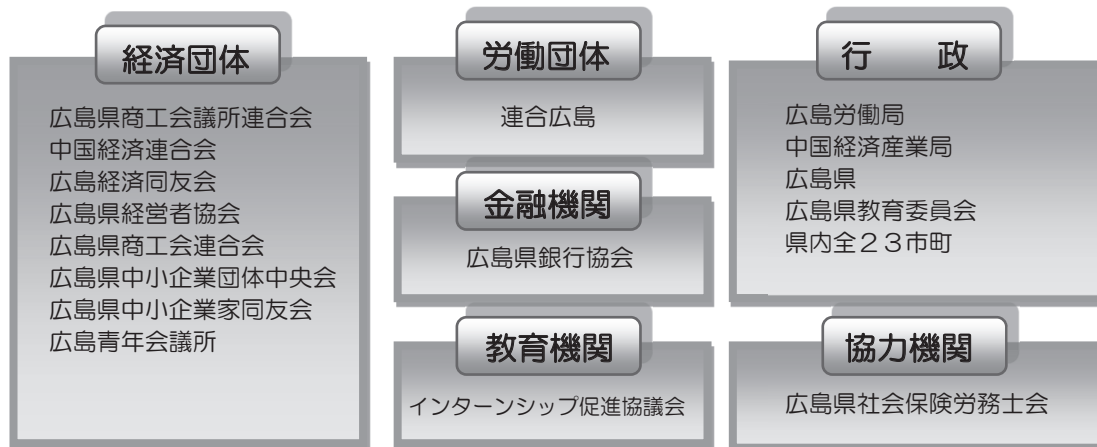 経済団体
広島県商工会議所連合会
中国経済連合会
広島経済同友会
広島県経営者協会
広島県商工会連合会
広島県中小企業団体中央会
広島県中小企業家同友会
広島青年会議所
労働団体
連合広島
金融機関
広島県銀行協会
教育機関
インターンシップ促進協議会
行　　政
広島労働局
中国経済産業局
広島県
広島県教育委員会
県内全２３市町
協力機関
広島県社会保険労務士会